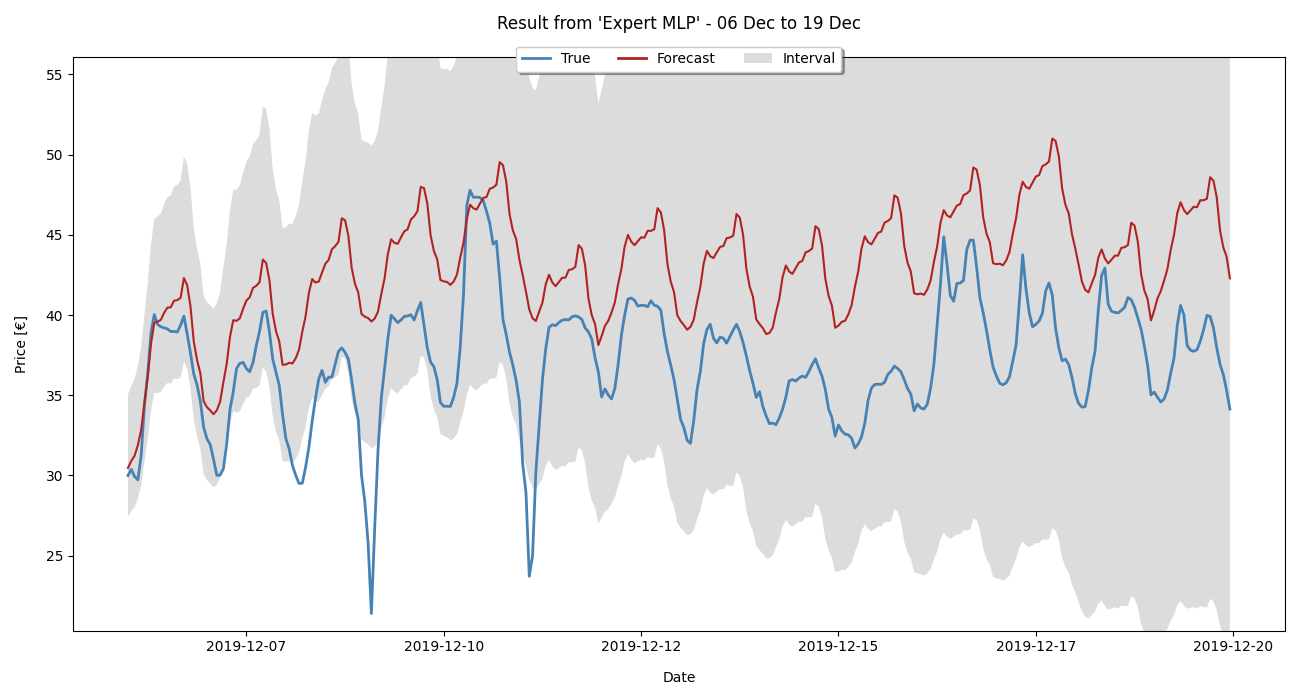 Result from 'Expert MLP' - 06 Dec to 19 Dec
True Forecast Interval
55
50
45
40
35
30
25
Price [€]
2019-12-07 2019-12-10 2019-12-12 2019-12-15 2019-12-17 2019-12-20
Date